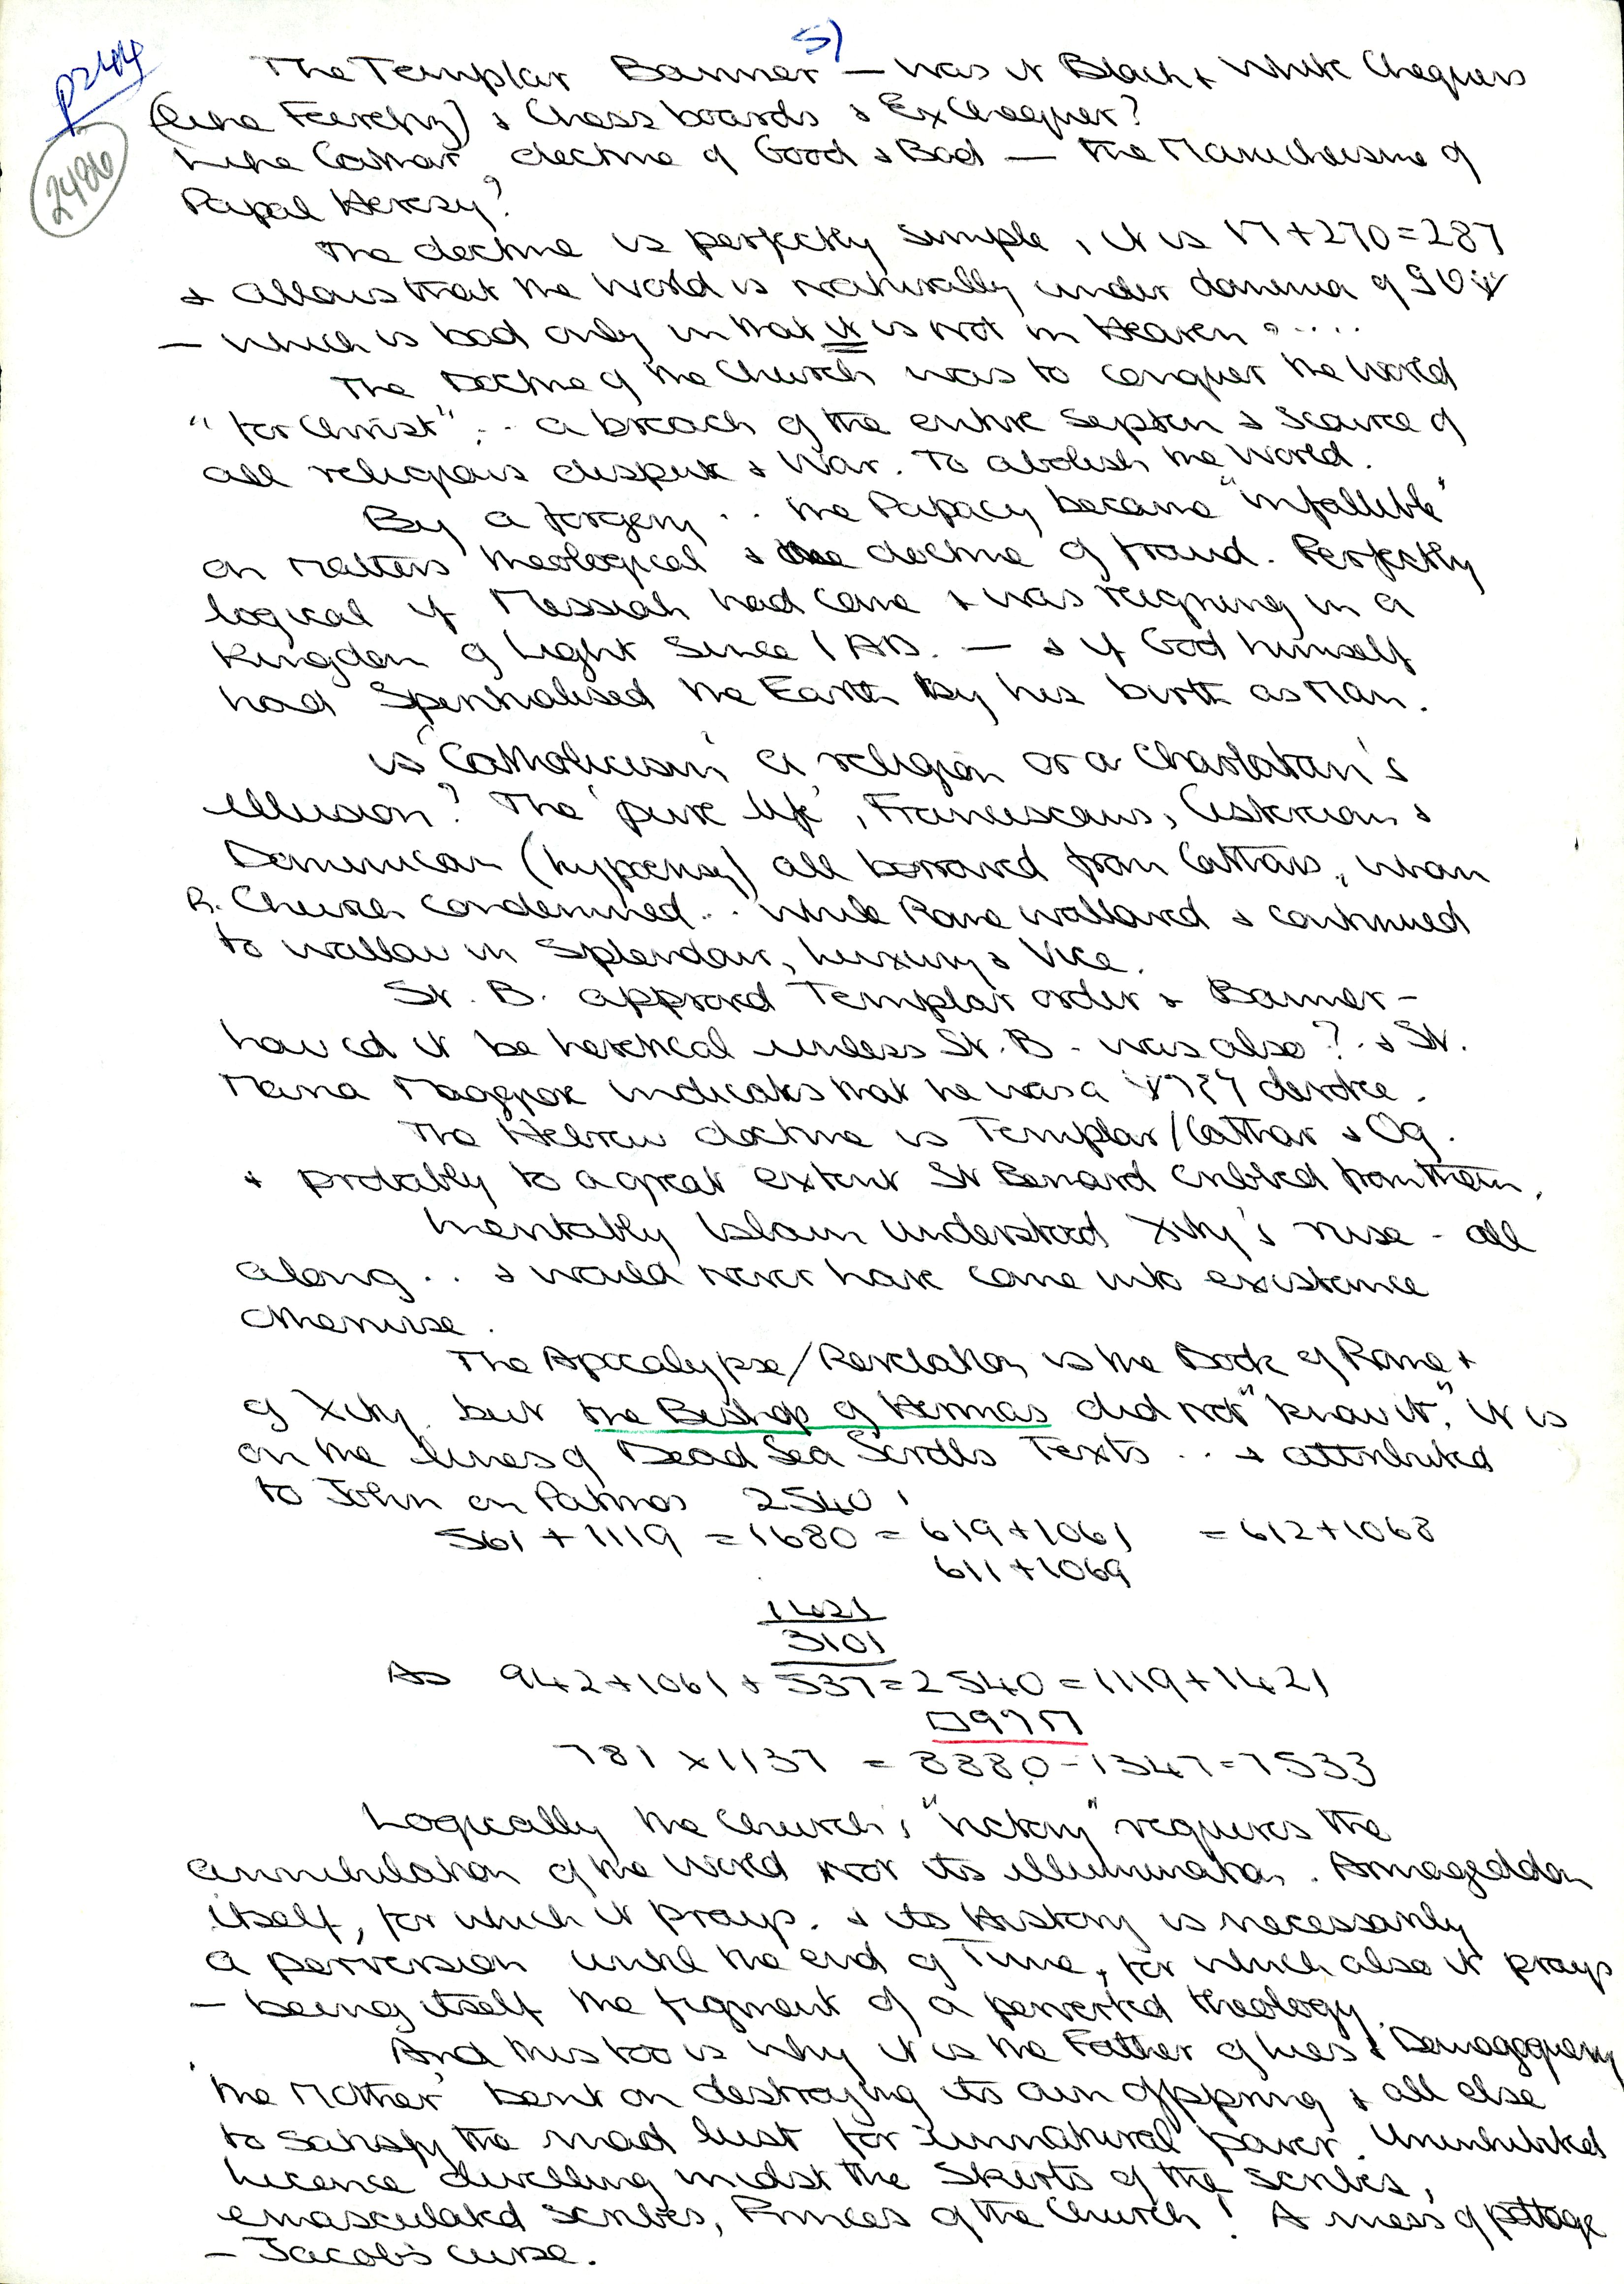 5)
p244
2486
The Templar Banner — was it Black & White Chequers
& Chessboards & ExChequer?
Like Cathar doctrine of Good & Bad — the Manicheisme of
Papal Heresy?
The doctrine is perfectly simple, it is 17+270=287
& allows that the World is naturally under dominion of
— which is bad only in that it is not in Heaven .....
The Doctrine of the Church was to conquer the World
"for Christ", .. a breach of the entire & source of
all religious dispute & War. To abolish the World.
By a forgery .. the Papacy became "infallible"
on Matters theological & the doctrine of fraud. Perfectly
logical if Messiah had come & was reigning in a
Kingdom of Light since 1 AD. — & if God himself
had Spiritualised the Earth by his birth as Man.
is 'Catholicism' a religion or a Charlatan's
illusion? The 'pure life', Franciscans, Cistercians &
Dominican (hypocrisy) all borrowed from Cathars, whom
R. Church condemned .. while Rome wallowed & continued
to wallow in Splendour, luxury & Vice.
St. B. approved Templar order & Banner -
how cd it be heretical unless St. B. was also? & St.
Maria Maggiore indicates that he was a devotee.
The Hebrew doctrine is Templar/Cathar & Og.
& probably to a great extent St Bernard cribbed from them.
Inevitably Islam understood Xity's ruse - all
along .. & would never have come into existence
otherwise.
The Apocalypse/Revelation is the Book of Rome &
of Xity but the Bishop of Hermas did not "know it", it is
on the lines of Dead Sea Scrolls Texts .. & attributed
to John on Patmos 2540 !
561 + 1119 = 1680 = 619+1061 = 612+1068
611+1069
1421
3101
As 942+1061+537=2540=1119+1421
781 x 1137 = 8880-1347=7533
Logically the Church's "victory" requires the
annihilation of the World not its illumination. Armageddon
itself, for which it prays. & its History is necessarily
a perversion until the end of Time, for which also it prays
— being itself the figment of a perverted theology.
And this too is why it is the Father of lies & Demagoguery
'the Mother' bent on destroying its own offspring & all else
to satisfy the mad lust for unnatural power. Uninhibited
licence dwelling midst the skirts of the scribes,
emasculated scribes, Princes of the Church! A mess of pottage
— Jacob's curse.